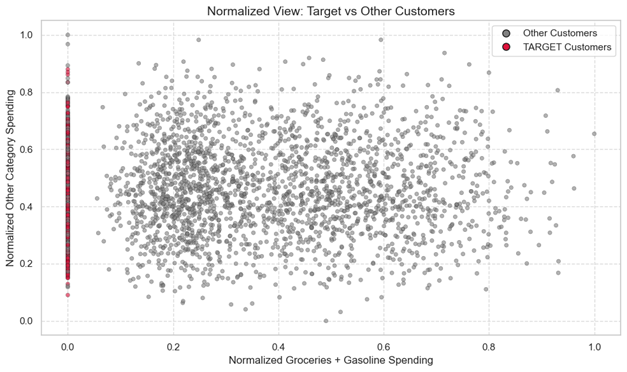 Normalized View: Target vs Other Customers
Other Customers
TARGET Customers
1.0
0.8
0.6
0.4
0.2
0.0
Normalized Other Category Spending
0.0 0.2 0.4 0.6 0.8 1.0
Normalized Groceries + Gasoline Spending